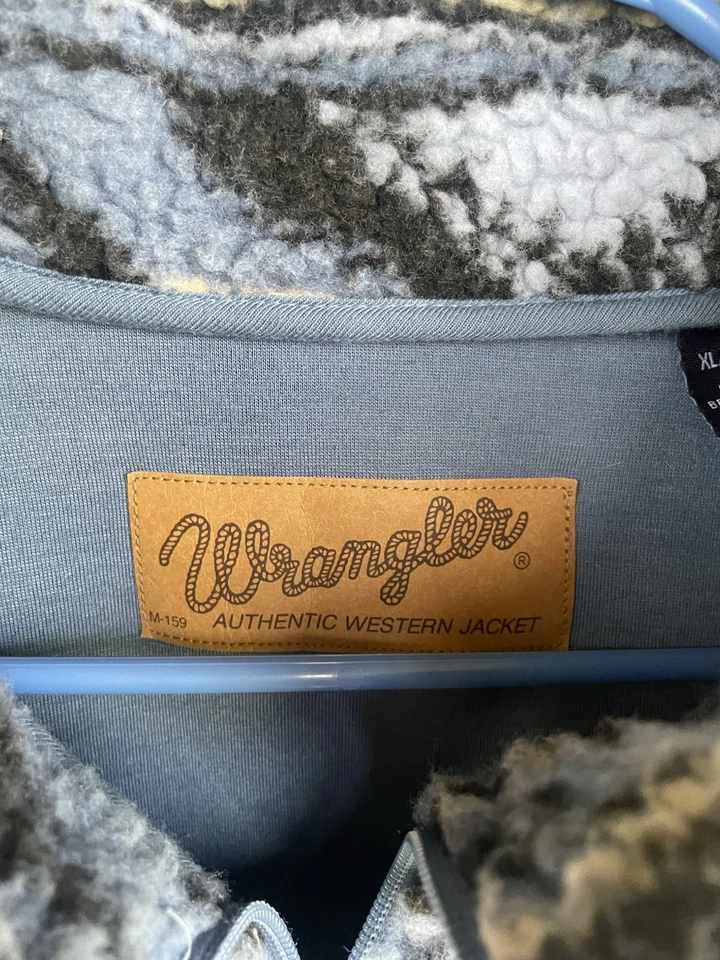 XL
Wrangler®
M-159 AUTHENTIC WESTERN JACKET